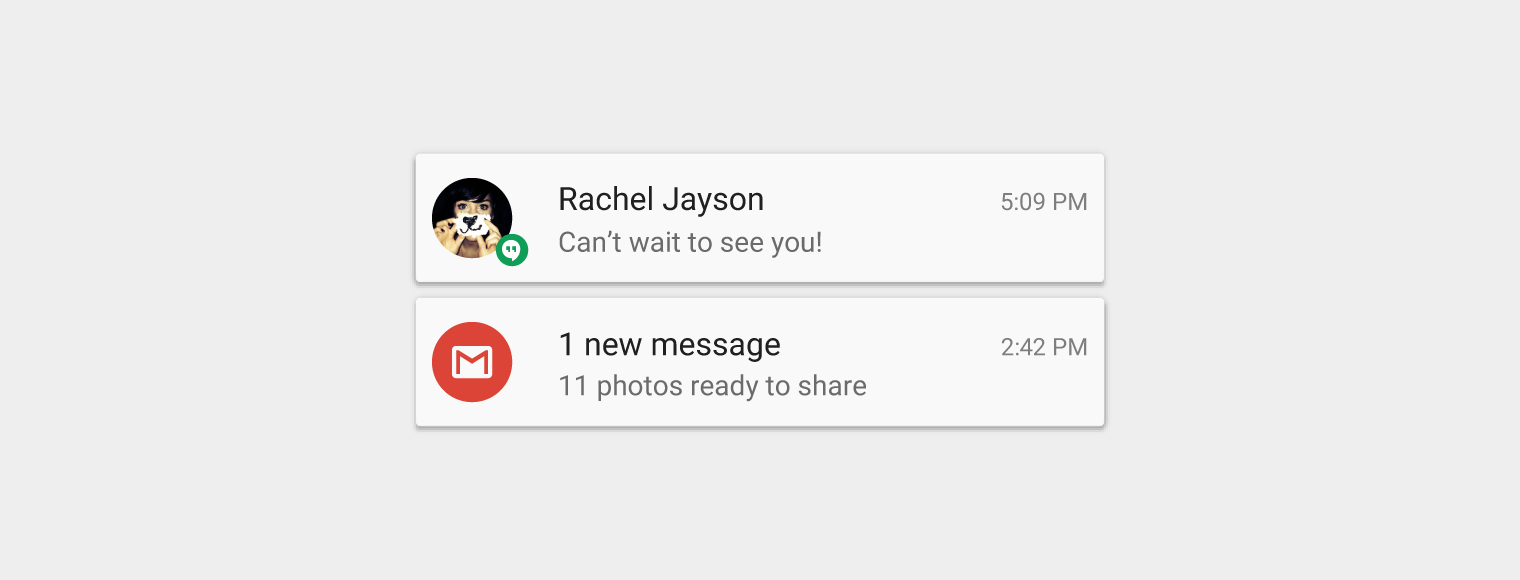 Rachel Jayson
5:09 PM
Can’t wait to see you!
1 new message
2:42 PM
11 photos ready to share